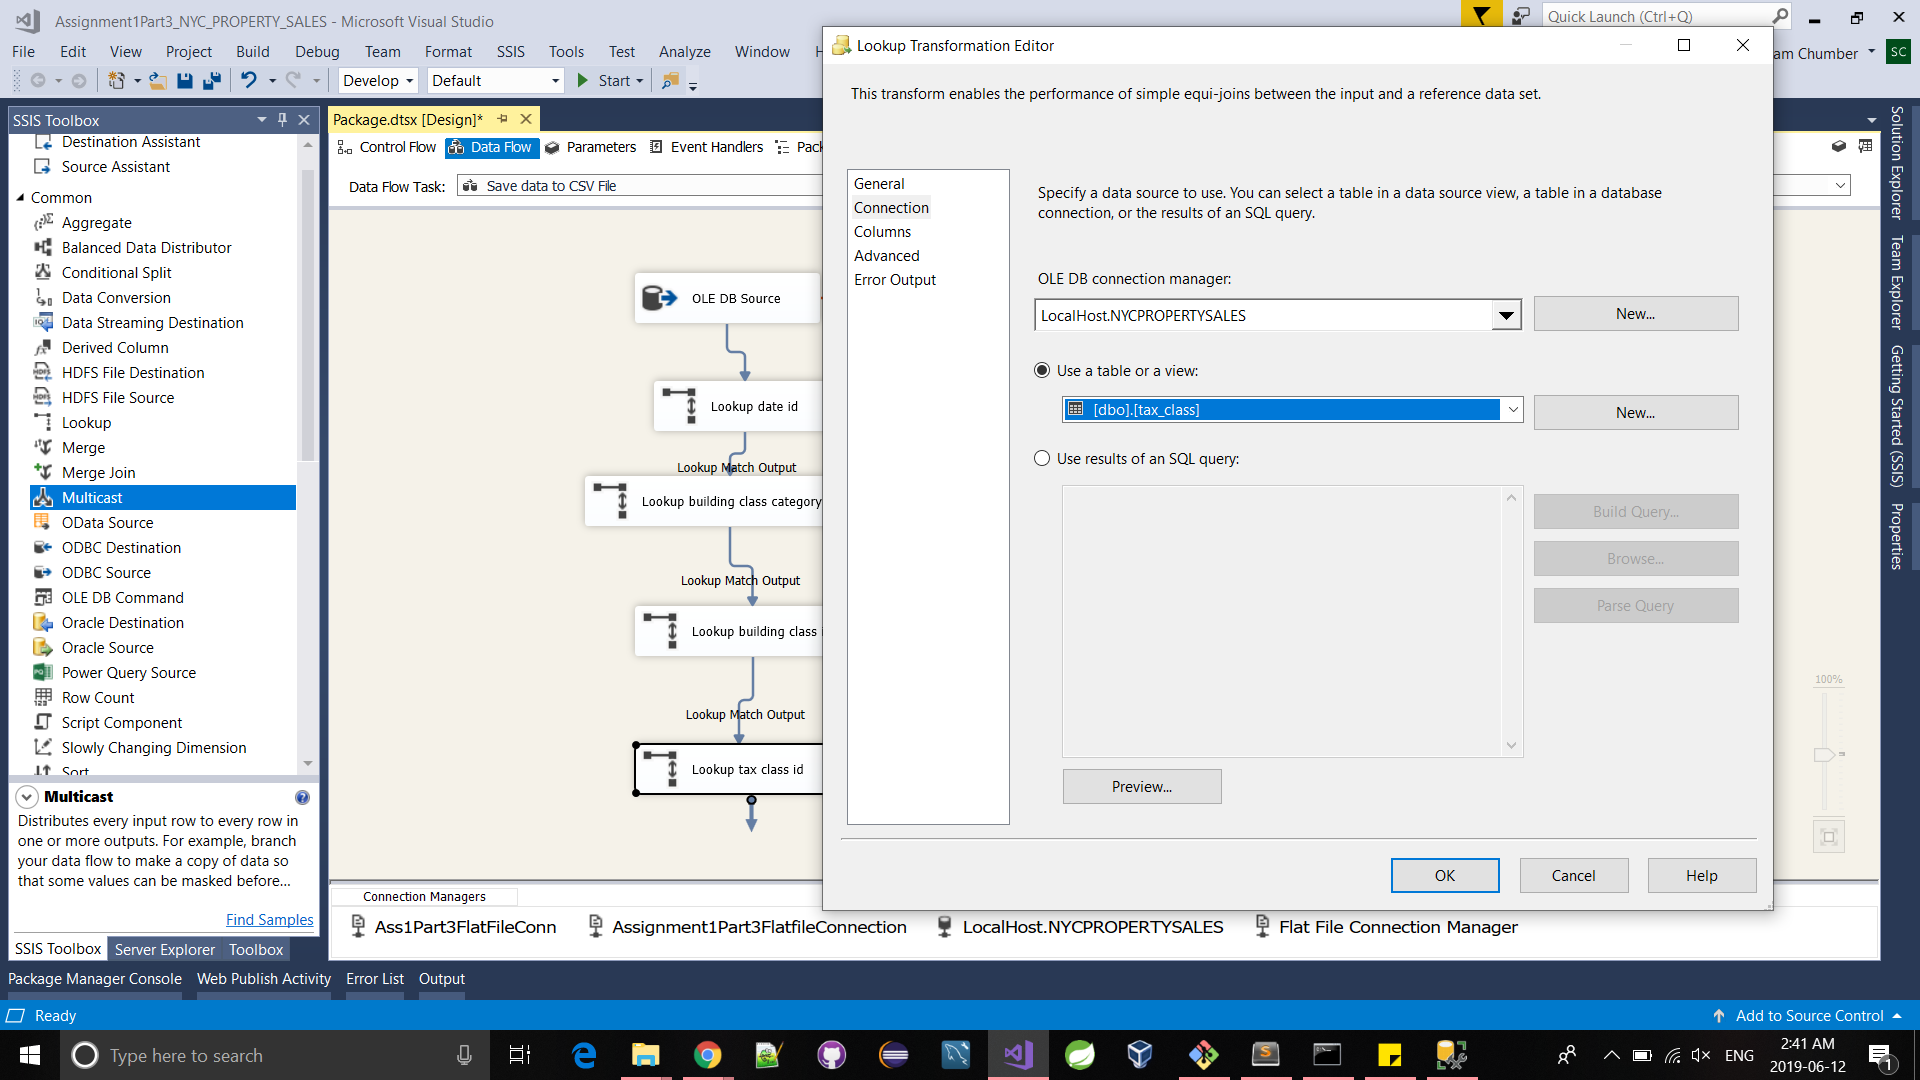 Assignment1Part3_NYC_PROPERTY_SALES - Microsoft Visual Studio
Quick Launch (Ctrl+Q)
File Edit View Project Build Debug Team Format SSIS Tools Test Analyze Window
am Chumber SC
Develop Default Start
SSIS Toolbox
Destination Assistant
Source Assistant
Common
Aggregate
Balanced Data Distributor
Conditional Split
Data Conversion
Data Streaming Destination
Derived Column
HDFS File Destination
HDFS File Source
Lookup
Merge
Merge Join
Multicast
OData Source
ODBC Destination
ODBC Source
OLE DB Command
Oracle Destination
Oracle Source
Power Query Source
Row Count
Script Component
Slowly Changing Dimension
Sort
Multicast
Distributes every input row to every row in
one or more outputs. For example, branch
your data flow to make a copy of data so
that some values can be masked before...
Find Samples
SSIS Toolbox Server Explorer Toolbox
Package.dtsx [Design]*
Control Flow Data Flow Parameters Event Handlers Pack
Data Flow Task: Save data to CSV File
OLE DB Source
Lookup date id
Lookup Match Output
Lookup building class category
Lookup Match Output
Lookup building class i
Lookup Match Output
Lookup tax class id
Lookup Transformation Editor
This transform enables the performance of simple equi-joins between the input and a reference data set.
General
Connection
Columns
Advanced
Error Output
Specify a data source to use. You can select a table in a data source view, a table in a database
connection, or the results of an SQL query.
OLE DB connection manager:
LocalHost.NYCPROPERTYSALES
New...
Use a table or a view:
[dbo].[tax_class]
New...
Use results of an SQL query:
Build Query...
Browse...
Parse Query
Preview...
OK Cancel Help
100%
Solution Explorer
Team Explorer
Getting Started (SSIS)
Properties
Connection Managers
Ass1Part3FlatFileConn Assignment1Part3FlatfileConnection LocalHost.NYCPROPERTYSALES Flat File Connection Manager
Package Manager Console Web Publish Activity Error List Output
Ready
Add to Source Control
Type here to search
ENG
2:41 AM
2019-06-12
1